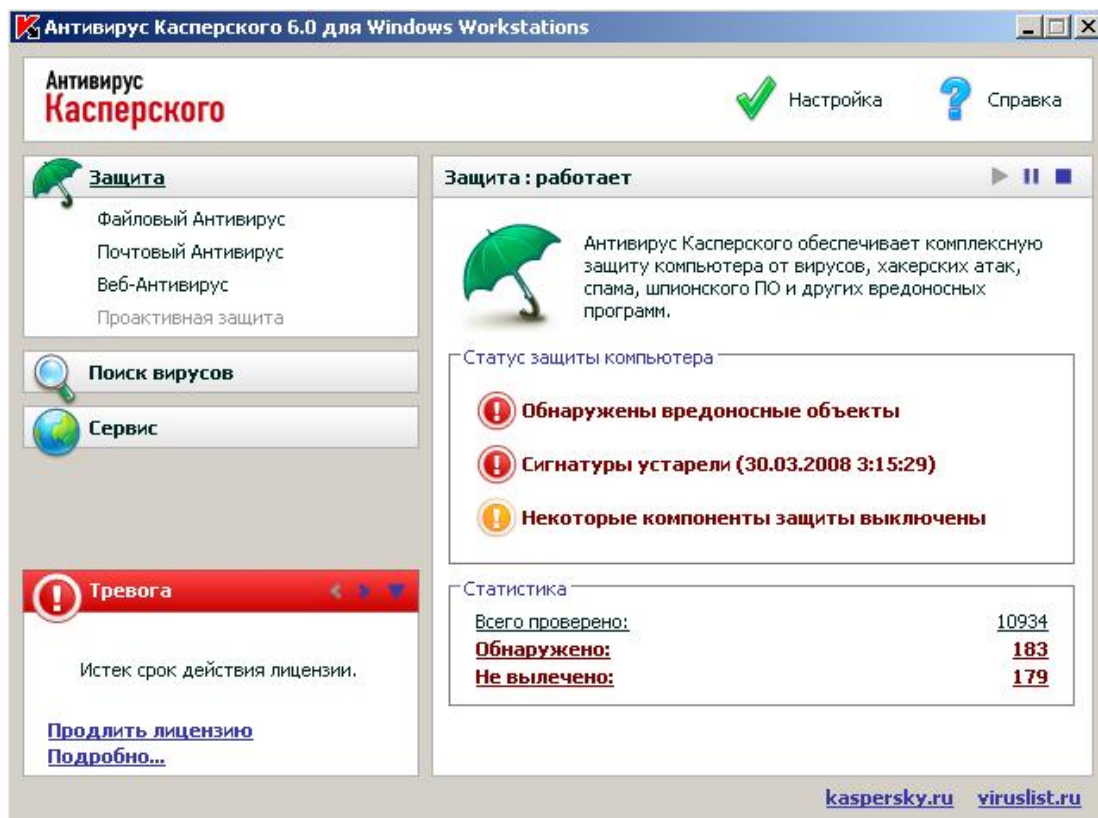 Антивирус Касперского 6.0 для Windows Workstations
Антивирус
Касперского
Настройка
Справка
Защита
Файловый Антивирус
Почтовый Антивирус
Веб-Антивирус
Проактивная защита
Поиск вирусов
Сервис
Тревога
Истек срок действия лицензии.
Продлить лицензию
Подробно...
Защита : работает
Антивирус Касперского обеспечивает комплексную
защиту компьютера от вирусов, хакерских атак,
спама, шпионского ПО и других вредоносных
программ.
Статус защиты компьютера
Обнаружены вредоносные объекты
Сигнатуры устарели (30.03.2008 3:15:29)
Некоторые компоненты защиты выключены
Статистика
Всего проверено: 10934
Обнаружено: 183
Не вылечено: 179
kaspersky.ru viruslist.ru